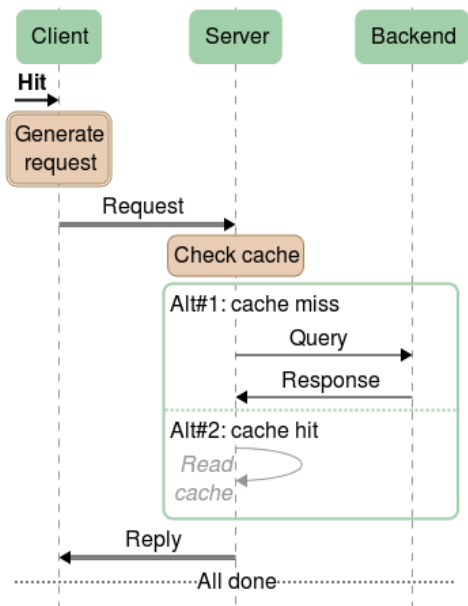 Client
Server
Backend
Hit
Generate
request
Request
Check cache
Alt#1: cache miss
Query
Response
Alt#2: cache hit
Read
cache
Reply
All done